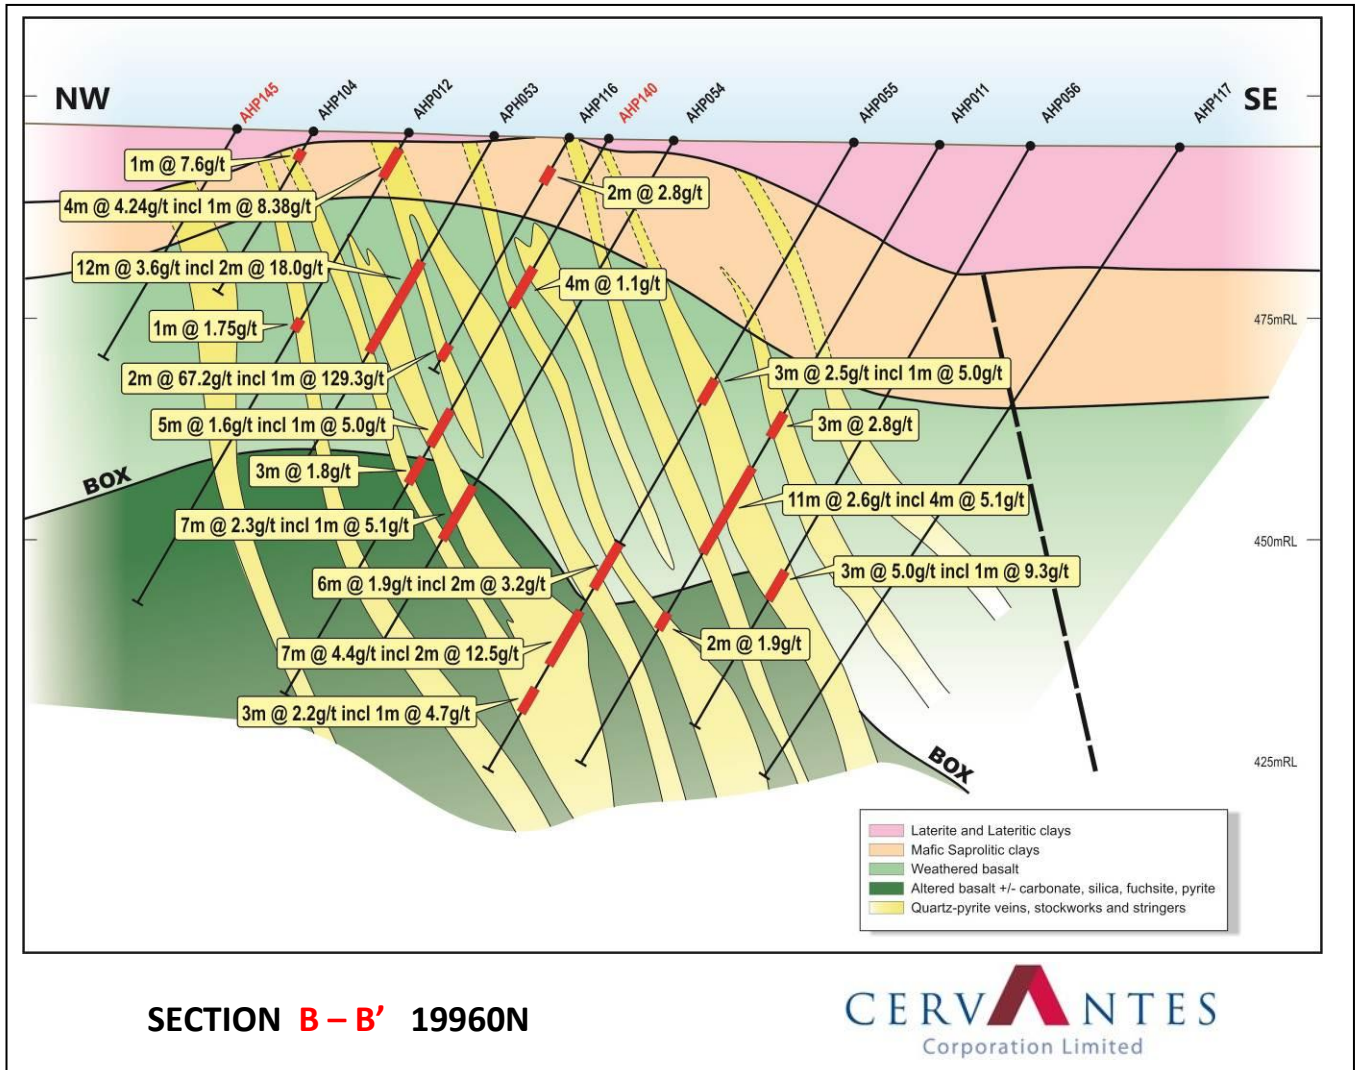 NW
AHP145
AHP104
AHP012
APH053
AHP116
AHP140
AHP054
AHP055
AHP011
AHP056
AHP117
SE
1m @ 7.6g/t
4m @ 4.24g/t incl 1m @ 8.38g/t
2m @ 2.8g/t
12m @ 3.6g/t incl 2m @ 18.0g/t
4m @ 1.1g/t
1m @ 1.75g/t
475mRL
2m @ 67.2g/t incl 1m @ 129.3g/t
3m @ 2.5g/t incl 1m @ 5.0g/t
5m @ 1.6g/t incl 1m @ 5.0g/t
3m @ 2.8g/t
BOX
3m @ 1.8g/t
11m @ 2.6g/t incl 4m @ 5.1g/t
7m @ 2.3g/t incl 1m @ 5.1g/t
450mRL
6m @ 1.9g/t incl 2m @ 3.2g/t
3m @ 5.0g/t incl 1m @ 9.3g/t
7m @ 4.4g/t incl 2m @ 12.5g/t
2m @ 1.9g/t
3m @ 2.2g/t incl 1m @ 4.7g/t
BOX
425mRL
Laterite and Lateritic clays
Mafic Saprolitic clays
Weathered basalt
Altered basalt +/- carbonate, silica, fuchsite, pyrite
Quartz-pyrite veins, stockworks and stringers
SECTION B – B’ 19960N
CERVANTES
Corporation Limited